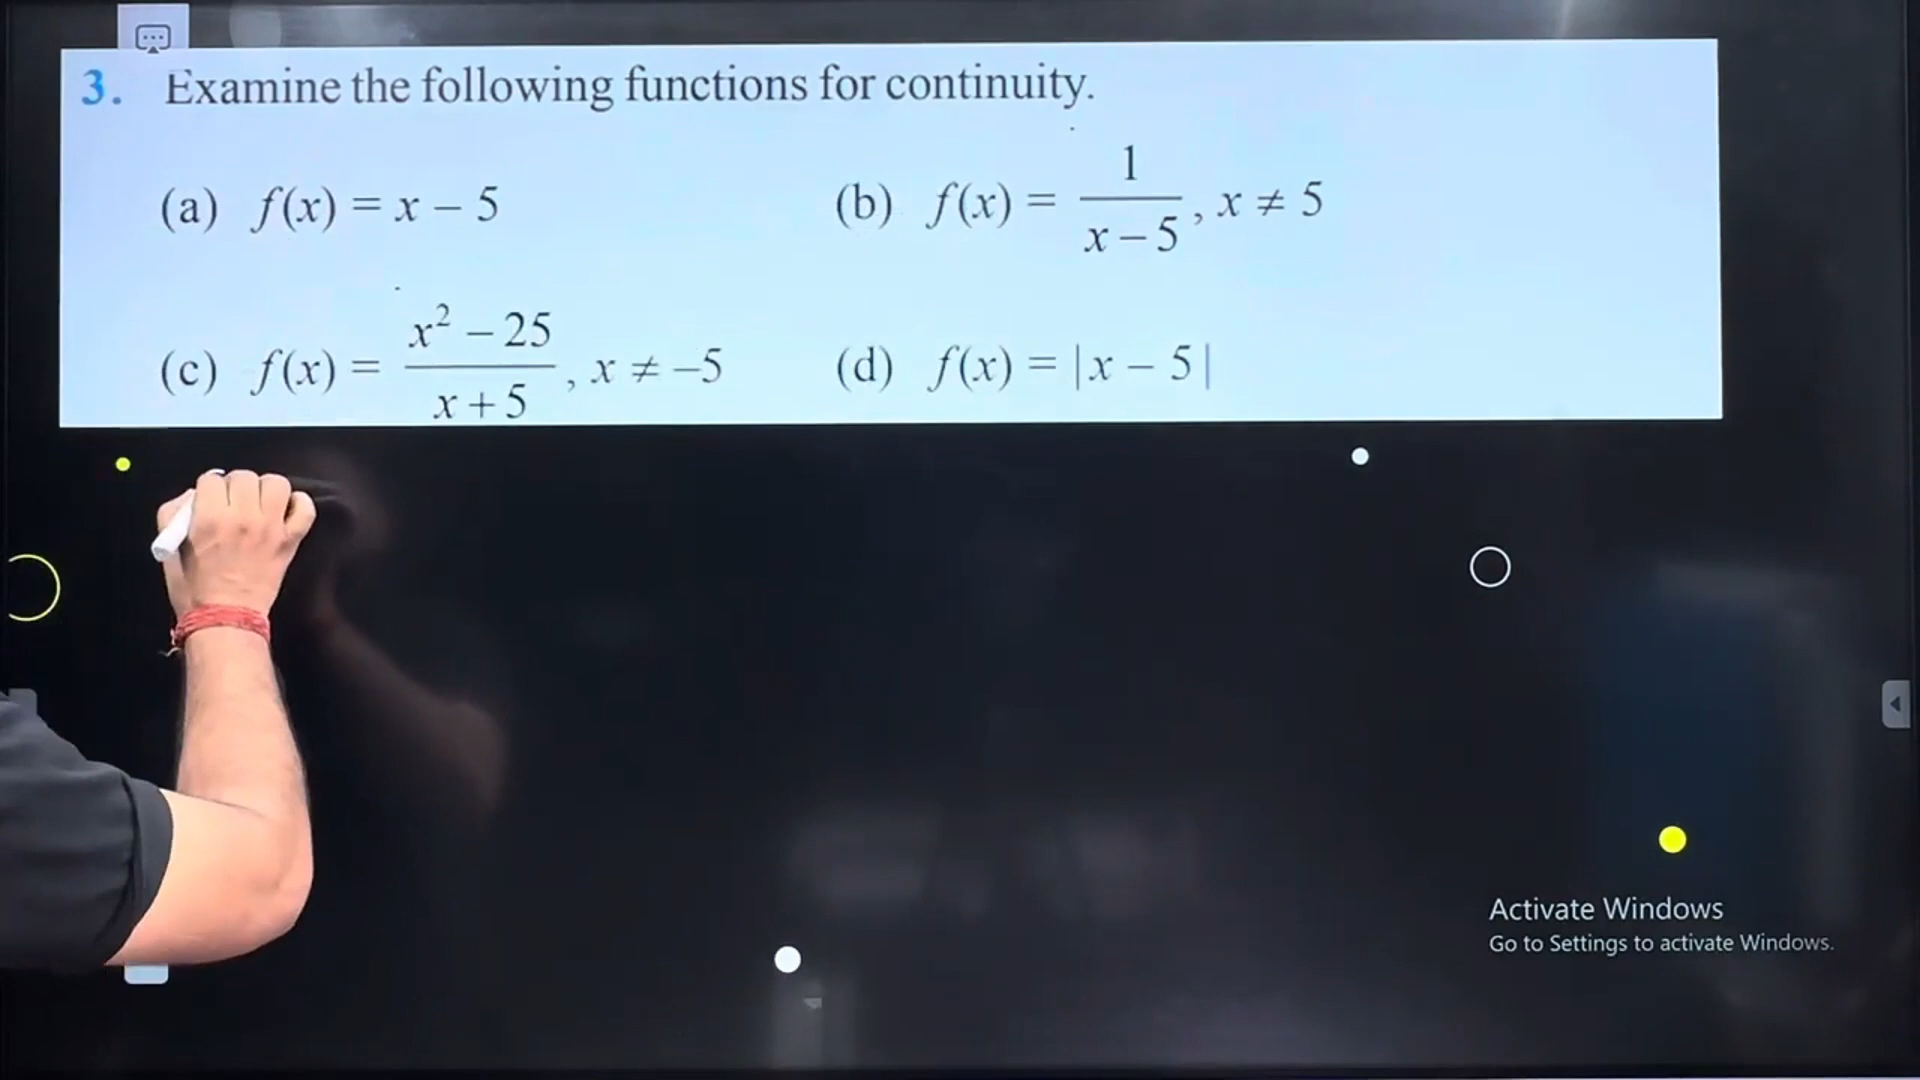 3. Examine the following functions for continuity.
(a) f(x) = x – 5
(b) f(x) = 1/(x – 5), x ≠ 5
(c) f(x) = (x² – 25)/(x + 5), x ≠ –5
(d) f(x) = |x – 5|
Activate Windows
Go to Settings to activate Windows.